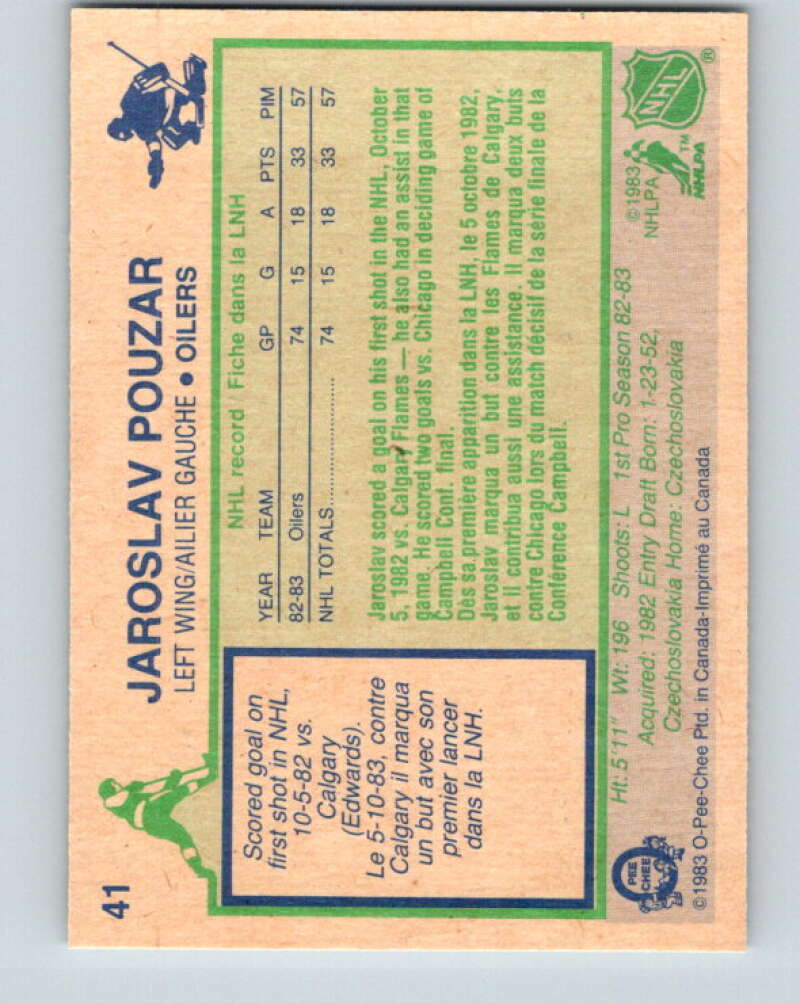 41
JAROSLAV POUZAR
LEFT WING/AILIER GAUCHE • OILERS
Scored goal on
first shot in NHL,
10-5-82 vs.
Calgary
(Edwards).
Le 5-10-83, contre
Calgary il marqua
un but avec son
premier lancer
dans la LNH.
NHL record / Fiche dans la LNH
YEAR TEAM GP G A PTS PIM
82-83 Oilers 74 15 18 33 57
NHL TOTALS.................... 74 15 18 33 57
Jaroslav scored a goal on his first shot in the NHL, October
5, 1982 vs. Calgary Flames — he also had an assist in that
game. He scored two goals vs. Chicago in deciding game of
Campbell Conf. final.
Dès sa première apparition dans la LNH, le 5 octobre 1982,
Jaroslav marqua un but contre les Flames de Calgary,
et il contribua aussi une assistance. Il marqua deux buts
contre Chicago lors du match décisif de la série finale de la
Conférence Campbell.
Ht: 5'11" Wt: 196 Shoots: L 1st Pro Season 82-83
Acquired: 1982 Entry Draft Born: 1-23-52,
Czechoslovakia Home: Czechoslovakia
©1983 O-Pee-Chee Ptd. in Canada-Imprimé au Canada
O
PEE
CHEE
©1983
NHLPA
NHL
®
TM
NHLPA